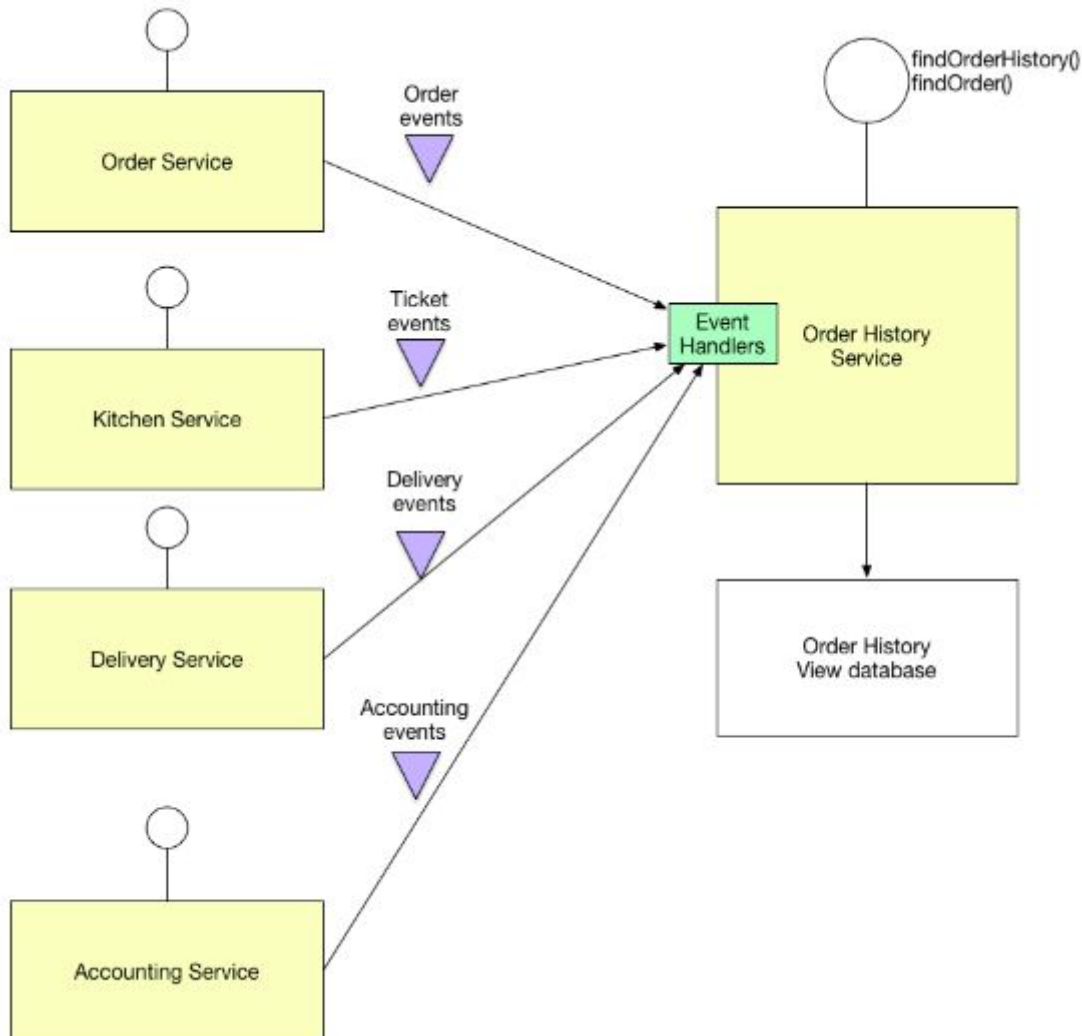 findOrderHistory()
findOrder()
Order
events
Order Service
Ticket
events
Event
Handlers
Order History
Service
Kitchen Service
Delivery
events
Delivery Service
Order History
View database
Accounting
events
Accounting Service